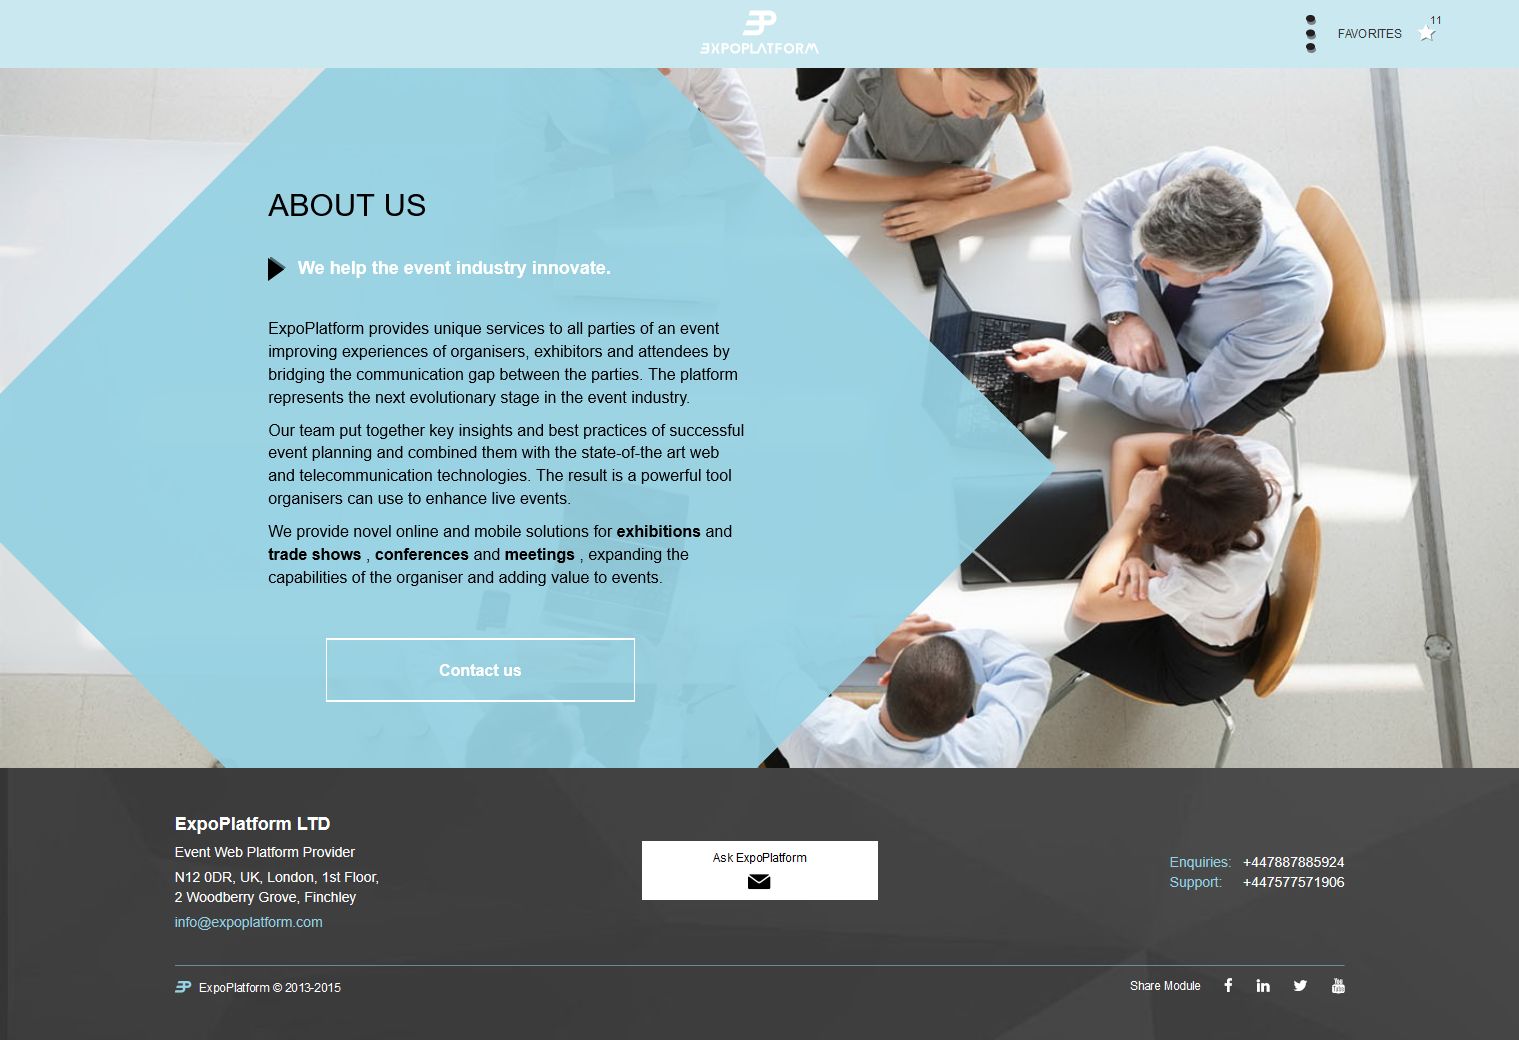 EXPOPLATFORM
FAVORITES
11
ABOUT US
We help the event industry innovate.
ExpoPlatform provides unique services to all parties of an event
improving experiences of organisers, exhibitors and attendees by
bridging the communication gap between the parties. The platform
represents the next evolutionary stage in the event industry.
Our team put together key insights and best practices of successful
event planning and combined them with the state-of-the art web
and telecommunication technologies. The result is a powerful tool
organisers can use to enhance live events.
We provide novel online and mobile solutions for exhibitions and
trade shows , conferences and meetings , expanding the
capabilities of the organiser and adding value to events.
Contact us
ExpoPlatform LTD
Event Web Platform Provider
N12 0DR, UK, London, 1st Floor,
2 Woodberry Grove, Finchley
info@expoplatform.com
Ask ExpoPlatform
Enquiries: +447887885924
Support: +447577571906
ExpoPlatform © 2013-2015
Share Module
You
Tube